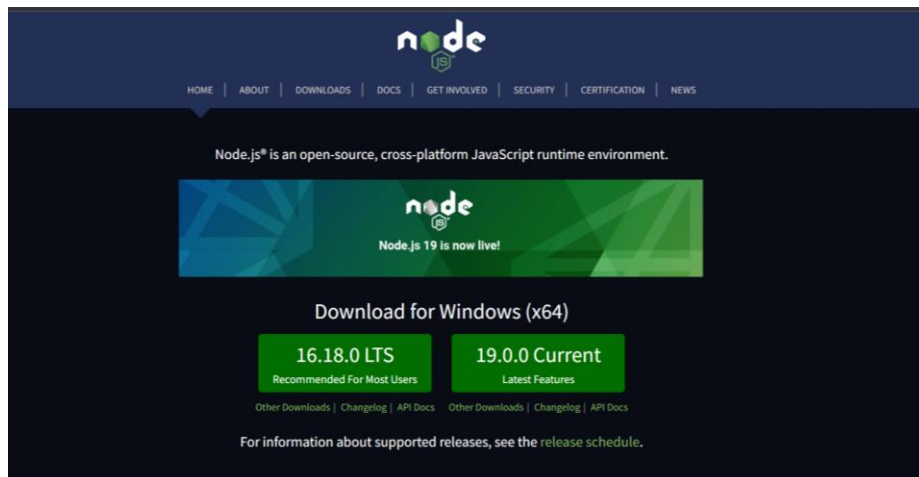 node
JS
HOME | ABOUT | DOWNLOADS | DOCS | GET INVOLVED | SECURITY | CERTIFICATION | NEWS
Node.js® is an open-source, cross-platform JavaScript runtime environment.
node
JS
Node.js 19 is now live!
Download for Windows (x64)
16.18.0 LTS
Recommended For Most Users
19.0.0 Current
Latest Features
Other Downloads | Changelog | API Docs
Other Downloads | Changelog | API Docs
For information about supported releases, see the release schedule.